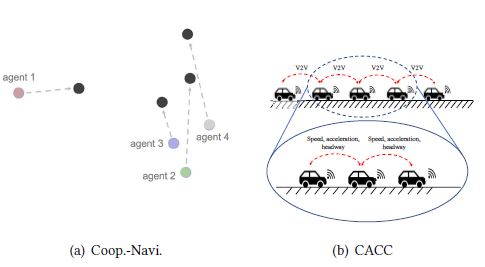 agent 1
agent 3
agent 4
agent 2
(a) Coop.-Navi.
V2V V2V V2V V2V
Speed, acceleration, Speed, acceleration,
headway headway
(b) CACC